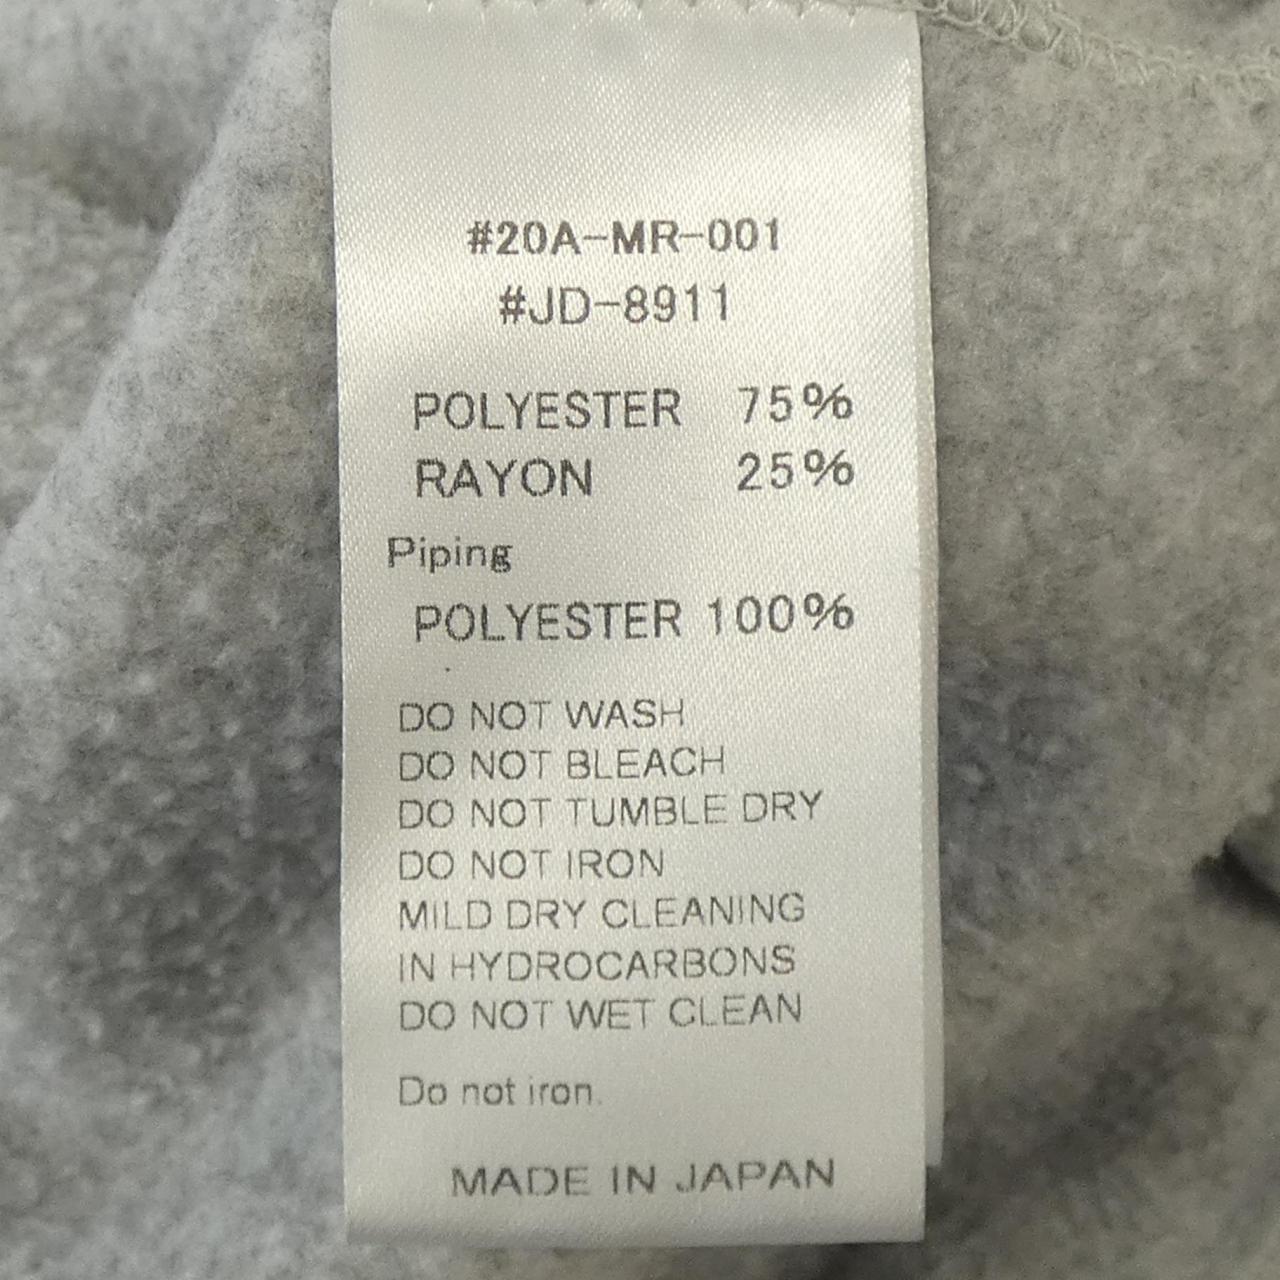 #20A-MR-001
#JD-8911
POLYESTER 75%
RAYON 25%
Piping
POLYESTER 100%
DO NOT WASH
DO NOT BLEACH
DO NOT TUMBLE DRY
DO NOT IRON
MILD DRY CLEANING
IN HYDROCARBONS
DO NOT WET CLEAN
Do not iron.
MADE IN JAPAN